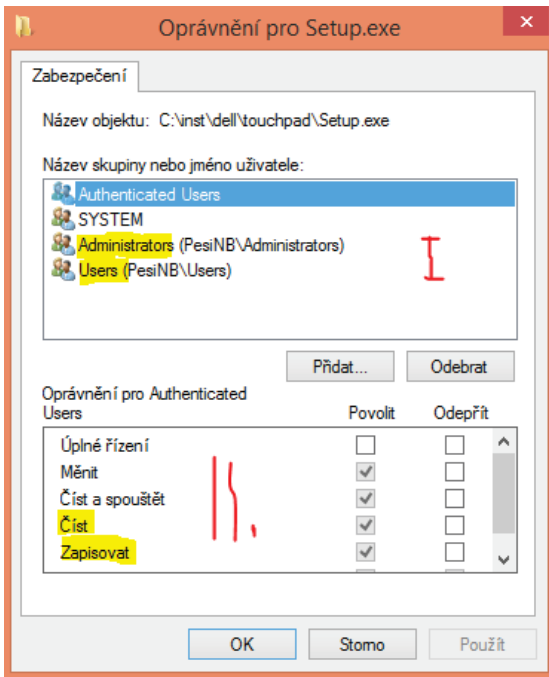 Oprávnění pro Setup.exe
Zabezpečení
Název objektu: C:\inst\dell\touchpad\Setup.exe
Název skupiny nebo jméno uživatele:
Authenticated Users
SYSTEM
Administrators (PesiNB\Administrators)
Users (PesiNB\Users)
I
Přidat...
Odebrat
Oprávnění pro Authenticated
Users
Povolit
Odepřít
Úplné řízení
Měnit
Číst a spouštět
Číst
Zapisovat
II.
OK
Storno
Použít